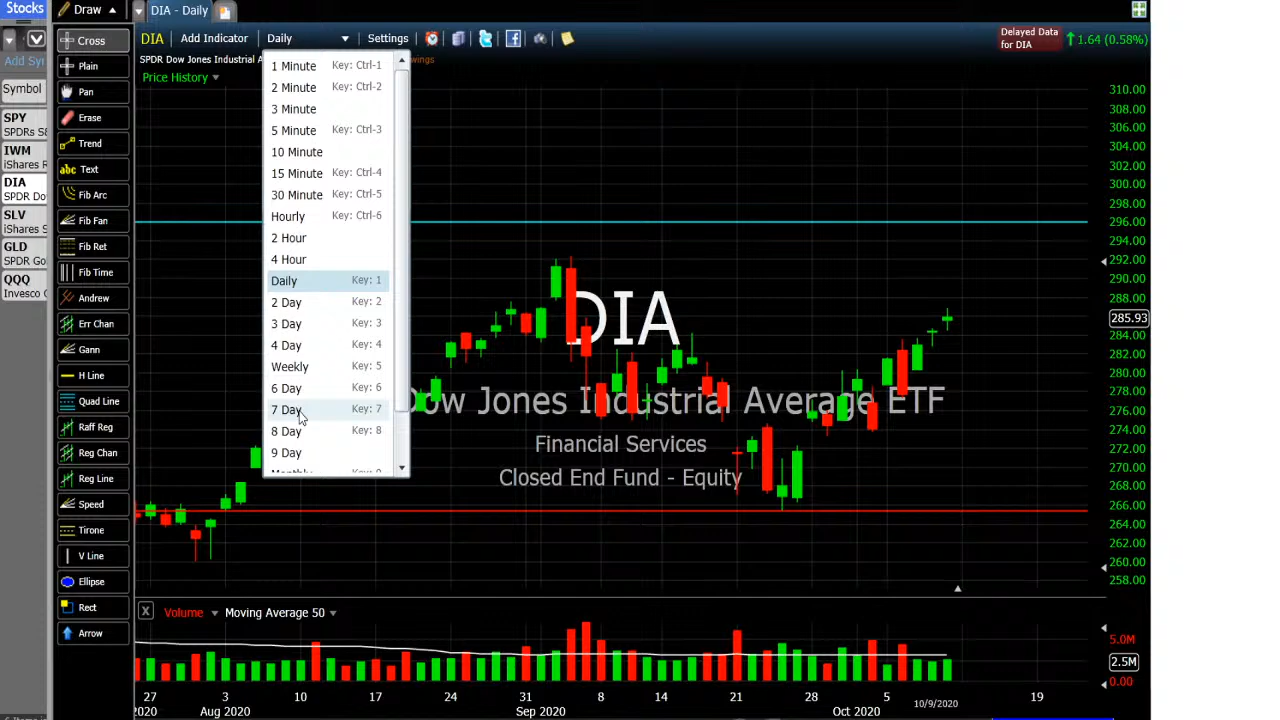 Stocks
Draw
DIA - Daily
Cross
Plain
Pan
Erase
Trend
Text
abc
Fib Arc
Fib Fan
Fib Ret
Fib Time
Andrew
Err Chan
Gann
H Line
Quad Line
Raff Reg
Reg Chan
Reg Line
Speed
Tirone
V Line
Ellipse
Rect
Arrow
Add Sy
Symbol
SPY
SPDRs S&
IWM
iShares R
DIA
SPDR Do
SLV
iShares S
GLD
SPDR Go
QQQ
Invesco
DIA Add Indicator Daily Settings
Delayed Data
for DIA
1.64 (0.58%)
SPDR Dow Jones Industrial A
Price History
1 Minute Key: Ctrl-1
2 Minute Key: Ctrl-2
3 Minute
5 Minute Key: Ctrl-3
10 Minute
15 Minute Key: Ctrl-4
30 Minute Key: Ctrl-5
Hourly Key: Ctrl-6
2 Hour
4 Hour
Daily Key: 1
2 Day Key: 2
3 Day Key: 3
4 Day Key: 4
Weekly Key: 5
6 Day Key: 6
7 Day Key: 7
8 Day Key: 8
9 Day
DIA
Dow Jones Industrial Average ETF
Financial Services
Closed End Fund - Equity
310.00
308.00
306.00
304.00
302.00
300.00
298.00
296.00
294.00
292.00
290.00
288.00
285.93
284.00
282.00
280.00
278.00
276.00
274.00
272.00
270.00
268.00
266.00
264.00
262.00
260.00
258.00
X Volume Moving Average 50
5.0M
2.5M
0.00
27 3 10 17 24 31 8 14 21 28 5 19
2020 Aug 2020 Sep 2020 Oct 2020 10/9/2020